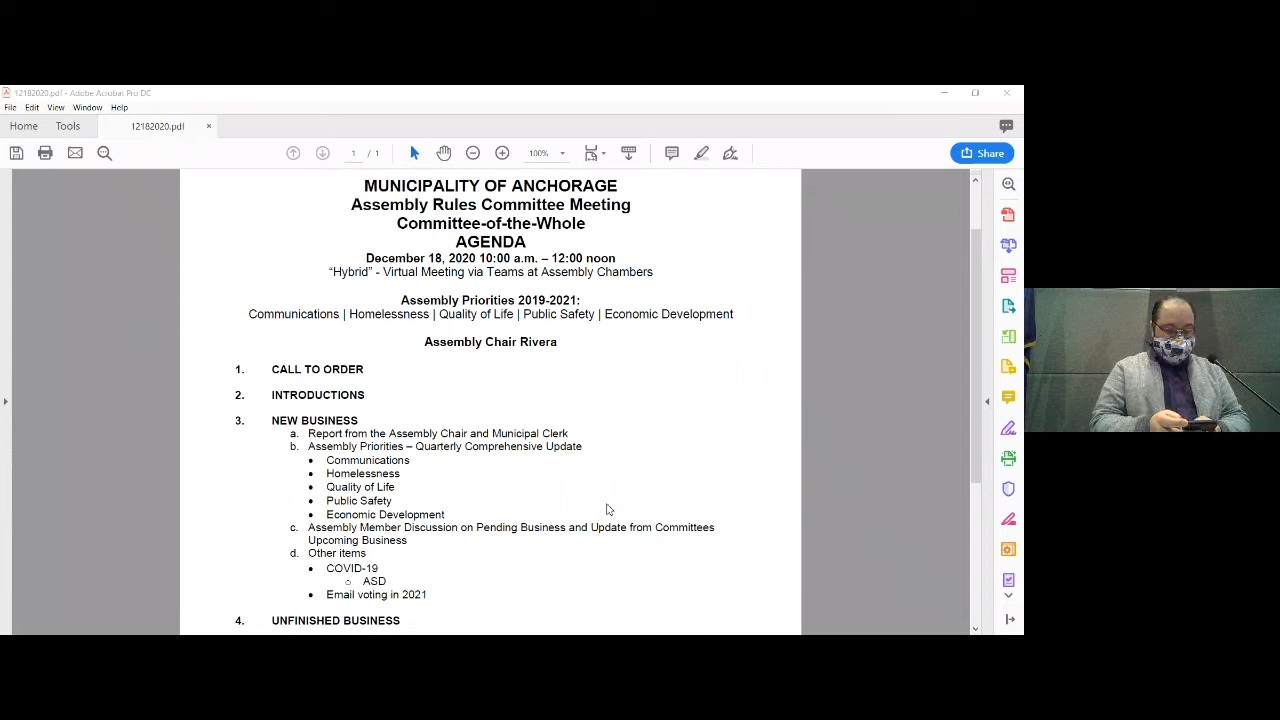 12182020.pdf - Adobe Acrobat Pro DC
File Edit View Window Help
Home Tools 12182020.pdf ×
1 / 1 100% Share
MUNICIPALITY OF ANCHORAGE
Assembly Rules Committee Meeting
Committee-of-the-Whole
AGENDA
December 18, 2020 10:00 a.m. – 12:00 noon
“Hybrid” - Virtual Meeting via Teams at Assembly Chambers
Assembly Priorities 2019-2021:
Communications | Homelessness | Quality of Life | Public Safety | Economic Development
Assembly Chair Rivera
1. CALL TO ORDER
2. INTRODUCTIONS
3. NEW BUSINESS
a. Report from the Assembly Chair and Municipal Clerk
b. Assembly Priorities – Quarterly Comprehensive Update
• Communications
• Homelessness
• Quality of Life
• Public Safety
• Economic Development
c. Assembly Member Discussion on Pending Business and Update from Committees
Upcoming Business
d. Other items
• COVID-19
o ASD
• Email voting in 2021
4. UNFINISHED BUSINESS